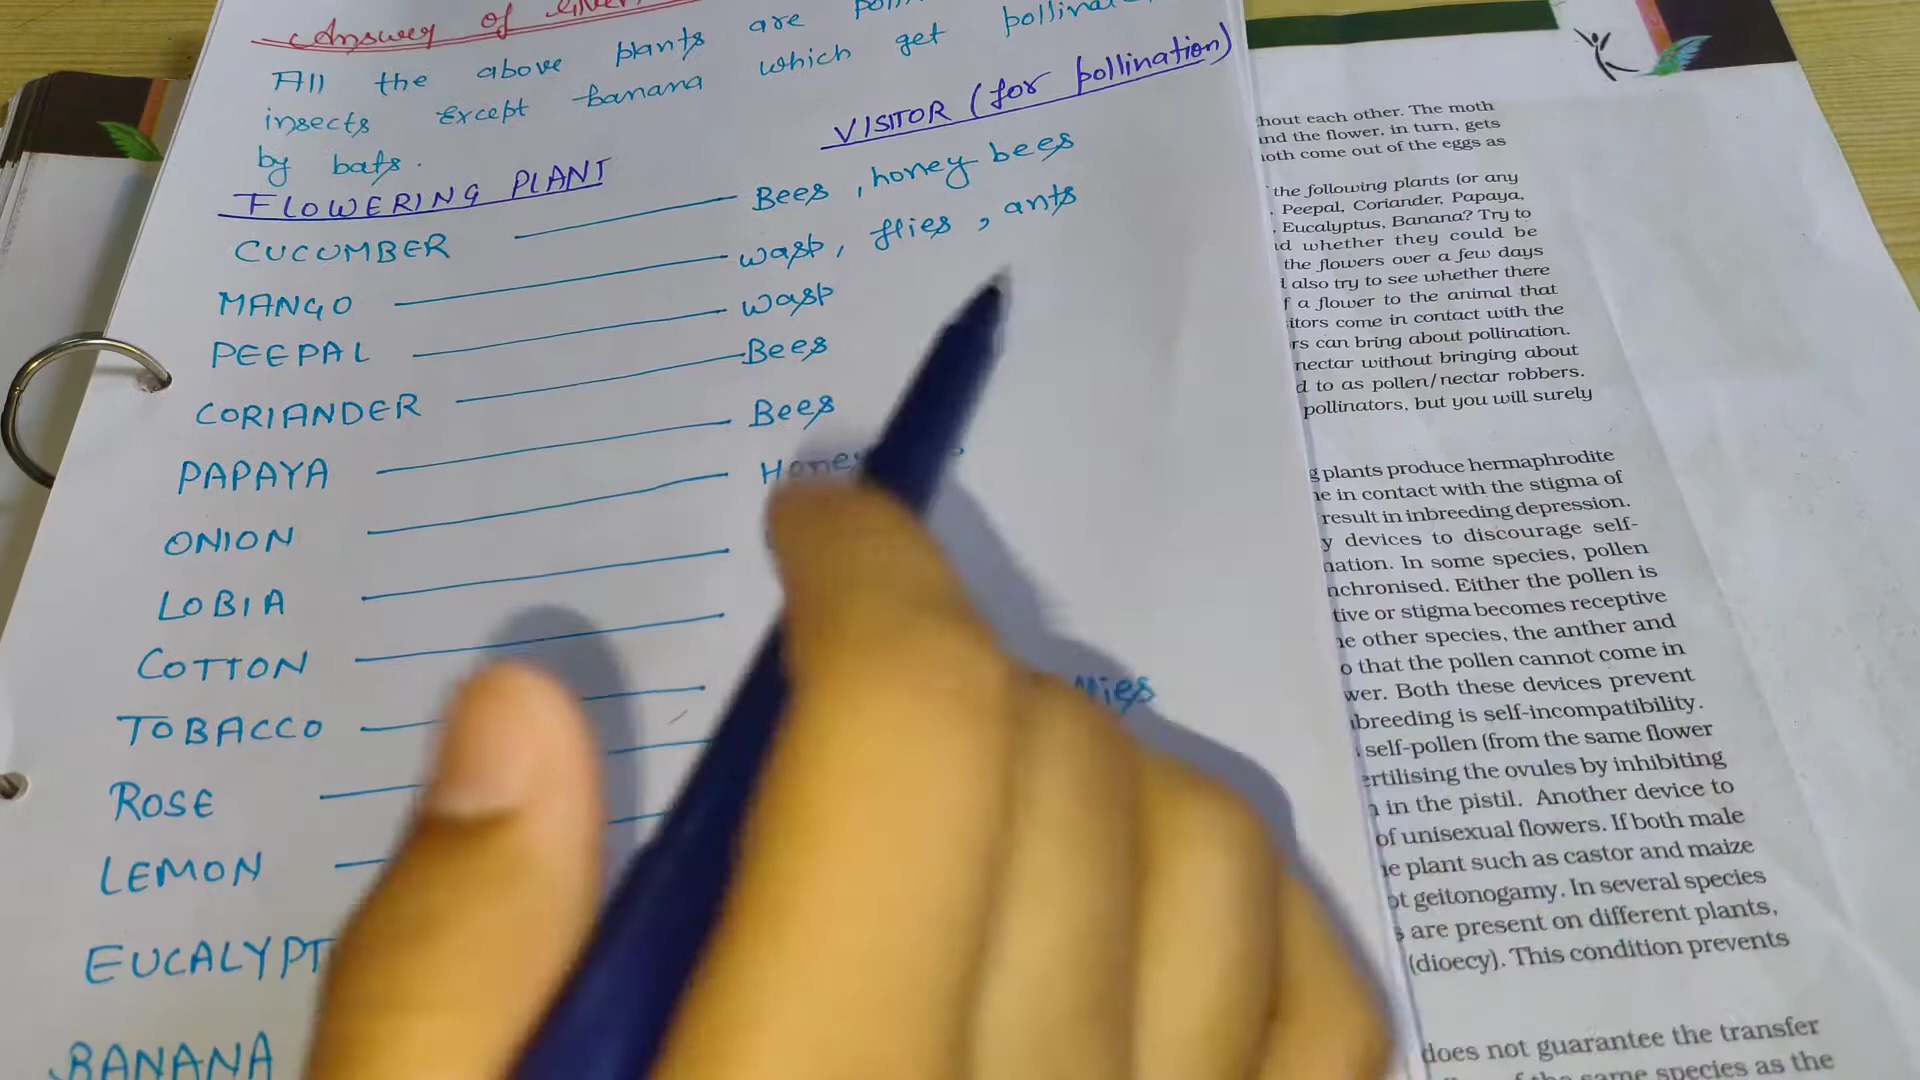 Answer of
All the above plants are
insects except banana which get
by bats.
FLOWERING PLANT
VISITOR (for pollination)
CUCUMBER Bees, honey bees
MANGO wasp, flies, ants
PEEPAL wasp
CORIANDER Bees
PAPAYA Bees
ONION Honey
LOBIA
COTTON
TOBACCO
ROSE
LEMON
EUCALYPT
BANANA
hout each other. The moth
nd the flower, in turn, gets
oth come out of the eggs as
the following plants (or any
Peepal, Coriander, Papaya,
, Eucalyptus, Banana? Try to
d whether they could be
the flowers over a few days
also try to see whether there
f a flower to the animal that
itors come in contact with the
rs can bring about pollination.
nectar without bringing about
d to as pollen/nectar robbers.
pollinators, but you will surely
g plants produce hermaphrodite
e in contact with the stigma of
result in inbreeding depression.
y devices to discourage self-
nation. In some species, pollen
nchronised. Either the pollen is
tive or stigma becomes receptive
e other species, the anther and
o that the pollen cannot come in
wer. Both these devices prevent
breeding is self-incompatibility.
self-pollen (from the same flower
ertilising the ovules by inhibiting
in the pistil. Another device to
of unisexual flowers. If both male
e plant such as castor and maize
ot geitonogamy. In several species
s are present on different plants,
(dioecy). This condition prevents
does not guarantee the transfer
same species as the